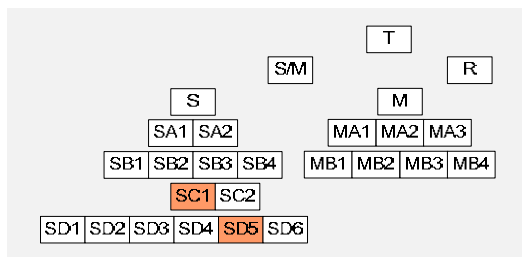 T
S/M R
S M
SA1 SA2 MA1 MA2 MA3
SB1 SB2 SB3 SB4 MB1 MB2 MB3 MB4
SC1 SC2
SD1 SD2 SD3 SD4 SD5 SD6